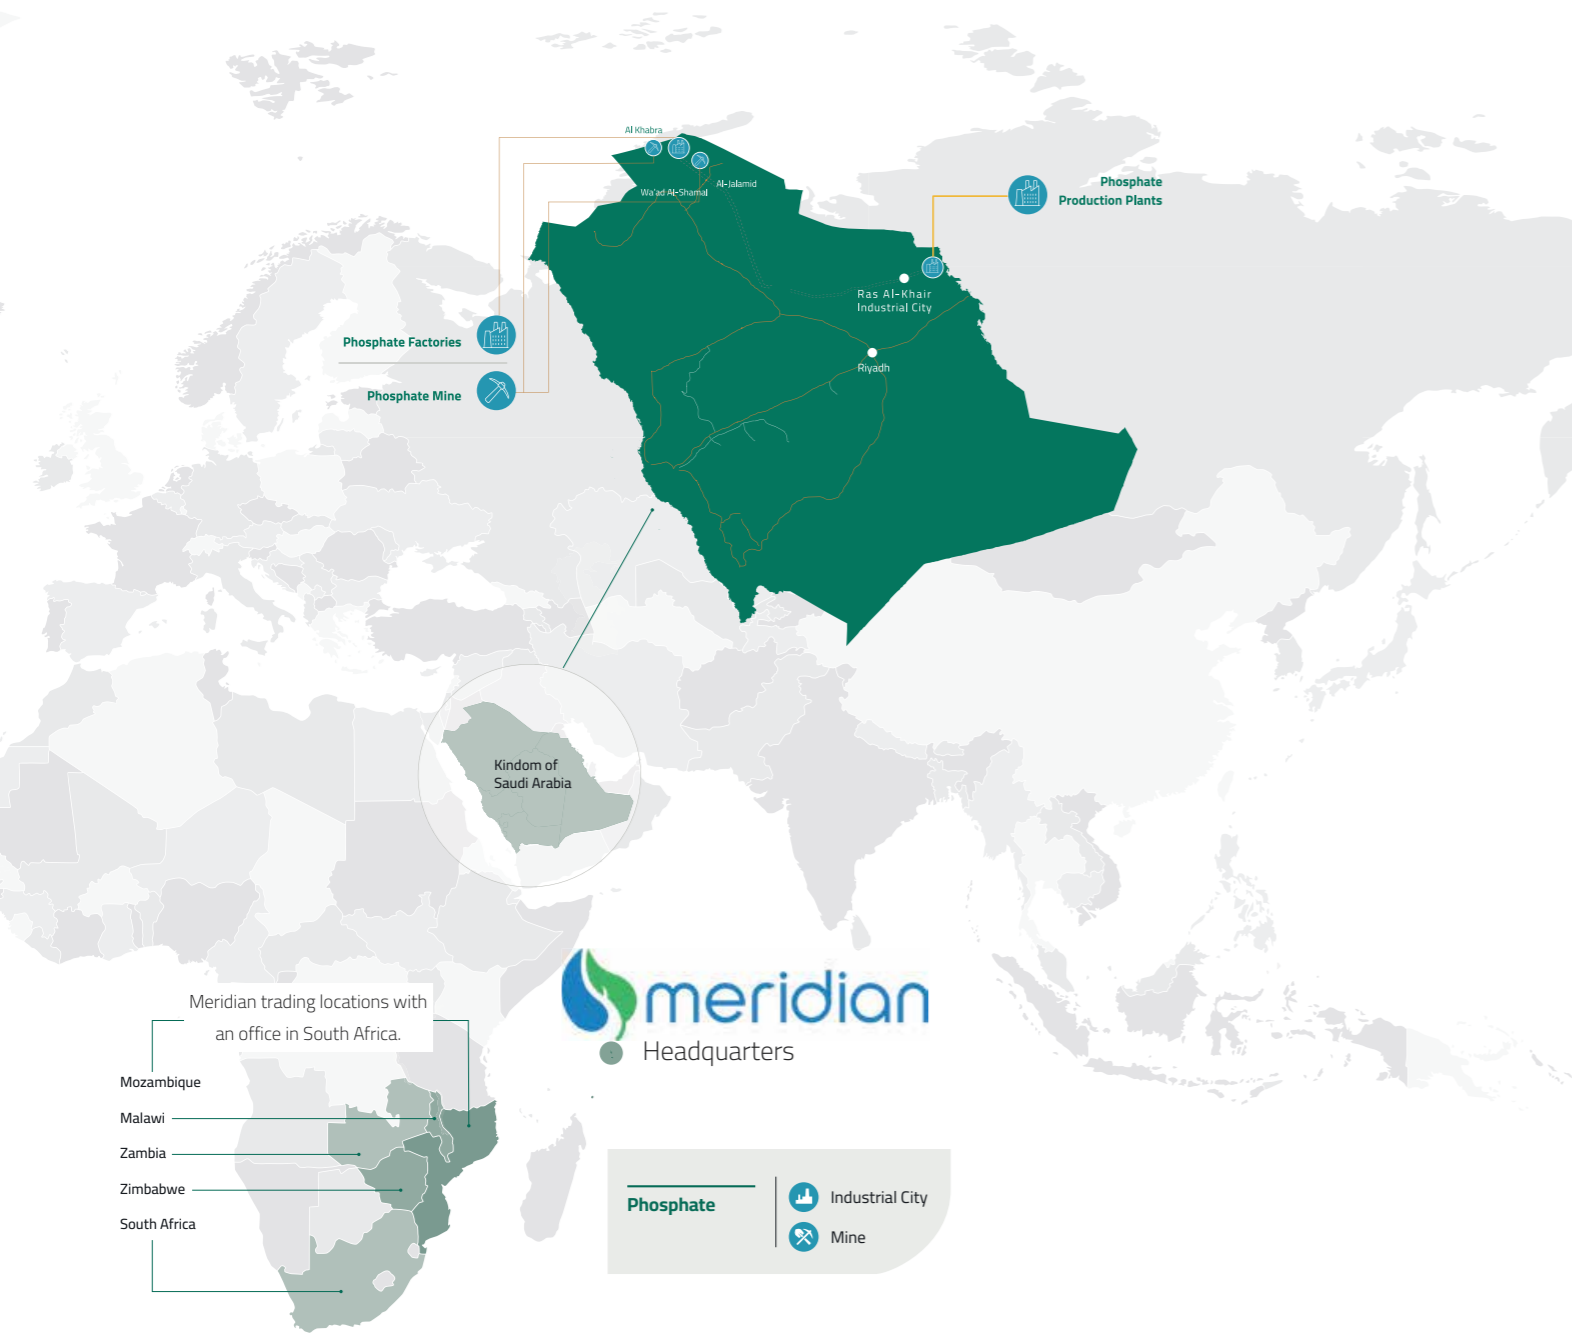 Al Khabra
Wa'ad Al-Shamal
Al-Jalamid
Phosphate
Production Plants
Ras Al-Khair
Industrial City
Riyadh
Phosphate Factories
Phosphate Mine
Kindom of
Saudi Arabia
meridian
Headquarters
Meridian trading locations with
an office in South Africa.
Mozambique
Malawi
Zambia
Zimbabwe
South Africa
Phosphate
Industrial City
Mine